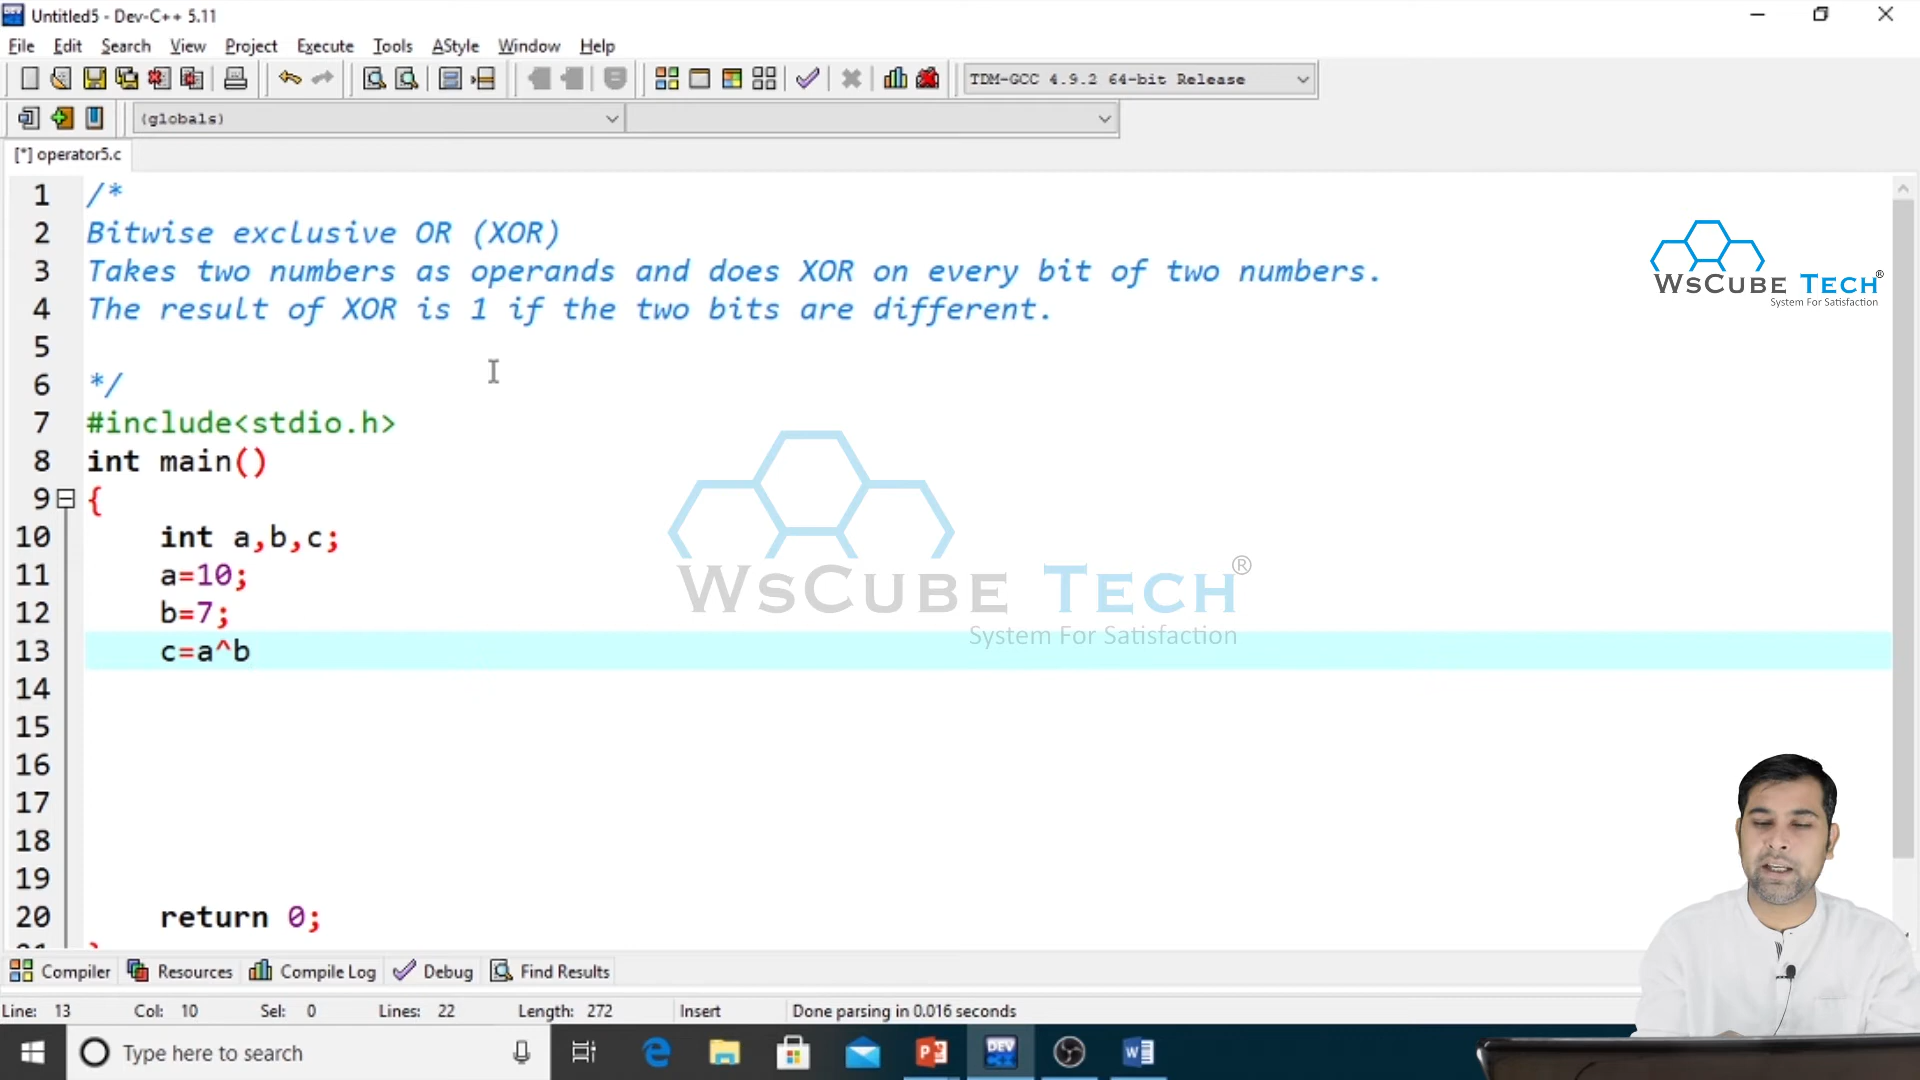 Untitled5 - Dev-C++ 5.11
File Edit Search View Project Execute Tools AStyle Window Help
TDM-GCC 4.9.2 64-bit Release
(globals)
[*] operator5.c
1 /*
2 Bitwise exclusive OR (XOR)
3 Takes two numbers as operands and does XOR on every bit of two numbers.
4 The result of XOR is 1 if the two bits are different.
5
6 */
7 #include<stdio.h>
8 int main()
9 {
10 int a,b,c;
11 a=10;
12 b=7;
13 c=a^b
14
15
16
17
18
19
20 return 0;
WsCube Tech®
System For Satisfaction
WsCube Tech®
System For Satisfaction
Compiler Resources Compile Log Debug Find Results
Line: 13 Col: 10 Sel: 0 Lines: 22 Length: 272 Insert Done parsing in 0.016 seconds
Type here to search
DEV